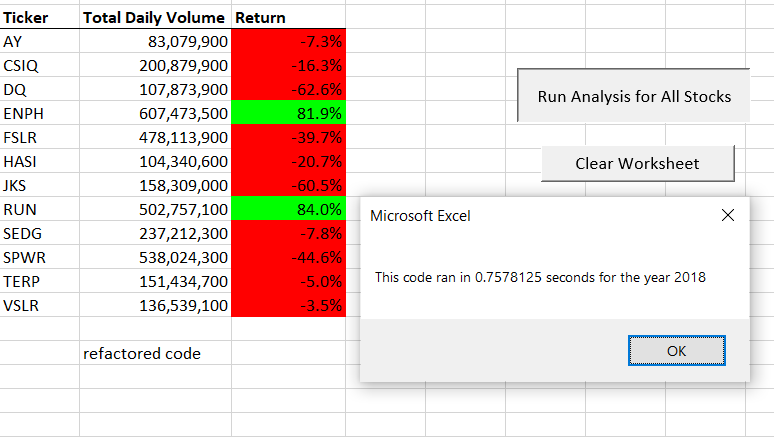 Ticker Total Daily Volume Return
AY 83,079,900 -7.3%
CSIQ 200,879,900 -16.3%
DQ 107,873,900 -62.6%
ENPH 607,473,500 81.9%
FSLR 478,113,900 -39.7%
HASI 104,340,600 -20.7%
JKS 158,309,000 -60.5%
RUN 502,757,100 84.0%
SEDG 237,212,300 -7.8%
SPWR 538,024,300 -44.6%
TERP 151,434,700 -5.0%
VSLR 136,539,100 -3.5%
refactored code
Run Analysis for All Stocks
Clear Worksheet
Microsoft Excel
This code ran in 0.7578125 seconds for the year 2018
OK